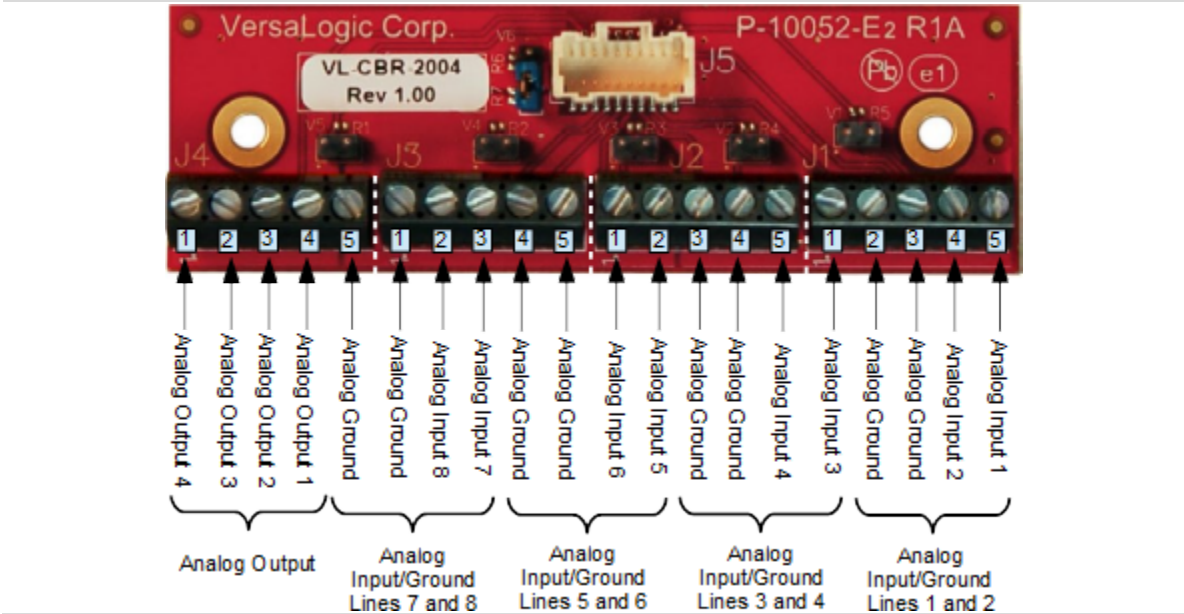 VersaLogic Corp.
P-10052-E2 R1A
VL-CBR-2004
Rev 1.00
V6
R6
R7
J5
Pb
e1
V5 R1
V4 R2
V3 R3
V2 R4
V1 R5
J4
J3
J2
J1
1 2 3 4 5
1 2 3 4 5
1 2 3 4 5
1 2 3 4 5
1
1
1
1
Analog Output 4
Analog Output 3
Analog Output 2
Analog Output 1
Analog Ground
Analog Ground
Analog Input 8
Analog Input 7
Analog Ground
Analog Ground
Analog Input 6
Analog Input 5
Analog Ground
Analog Ground
Analog Input 4
Analog Input 3
Analog Ground
Analog Ground
Analog Input 2
Analog Input 1
Analog Output
Analog
Input/Ground
Lines 7 and 8
Analog
Input/Ground
Lines 5 and 6
Analog
Input/Ground
Lines 3 and 4
Analog
Input/Ground
Lines 1 and 2